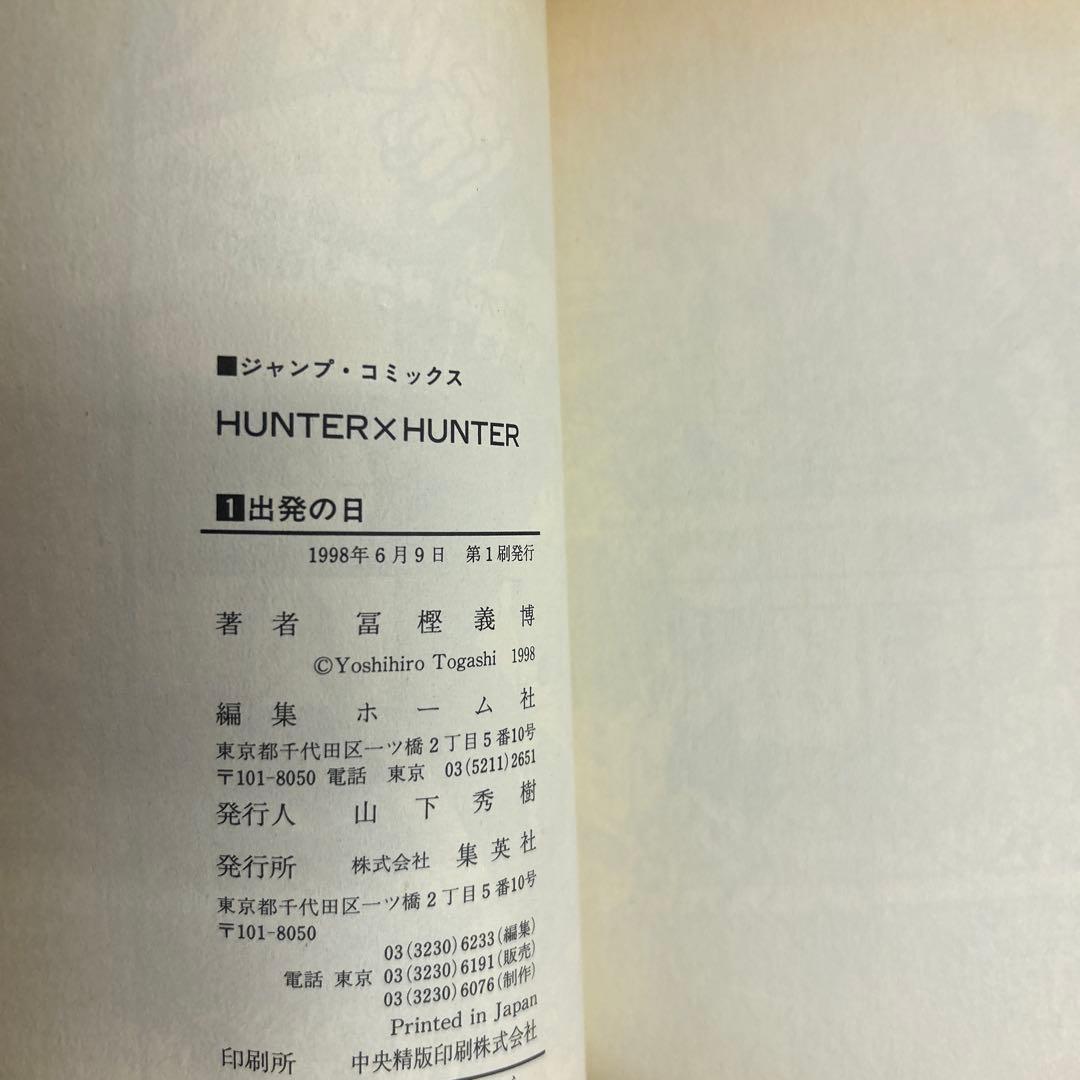 ■ジャンプ・コミックス
HUNTER×HUNTER
1出発の日
1998年6月9日 第1刷発行
著者 冨樫義博
©Yoshihiro Togashi 1998
編集 ホーム社
東京都千代田区一ツ橋2丁目5番10号
〒101-8050 電話 東京 03(5211)2651
発行人 山下秀樹
発行所 株式会社 集英社
東京都千代田区一ツ橋2丁目5番10号
〒101-8050
03(3230)6233(編集)
電話 東京 03(3230)6191(販売)
03(3230)6076(制作)
Printed in Japan
印刷所 中央精版印刷株式会社